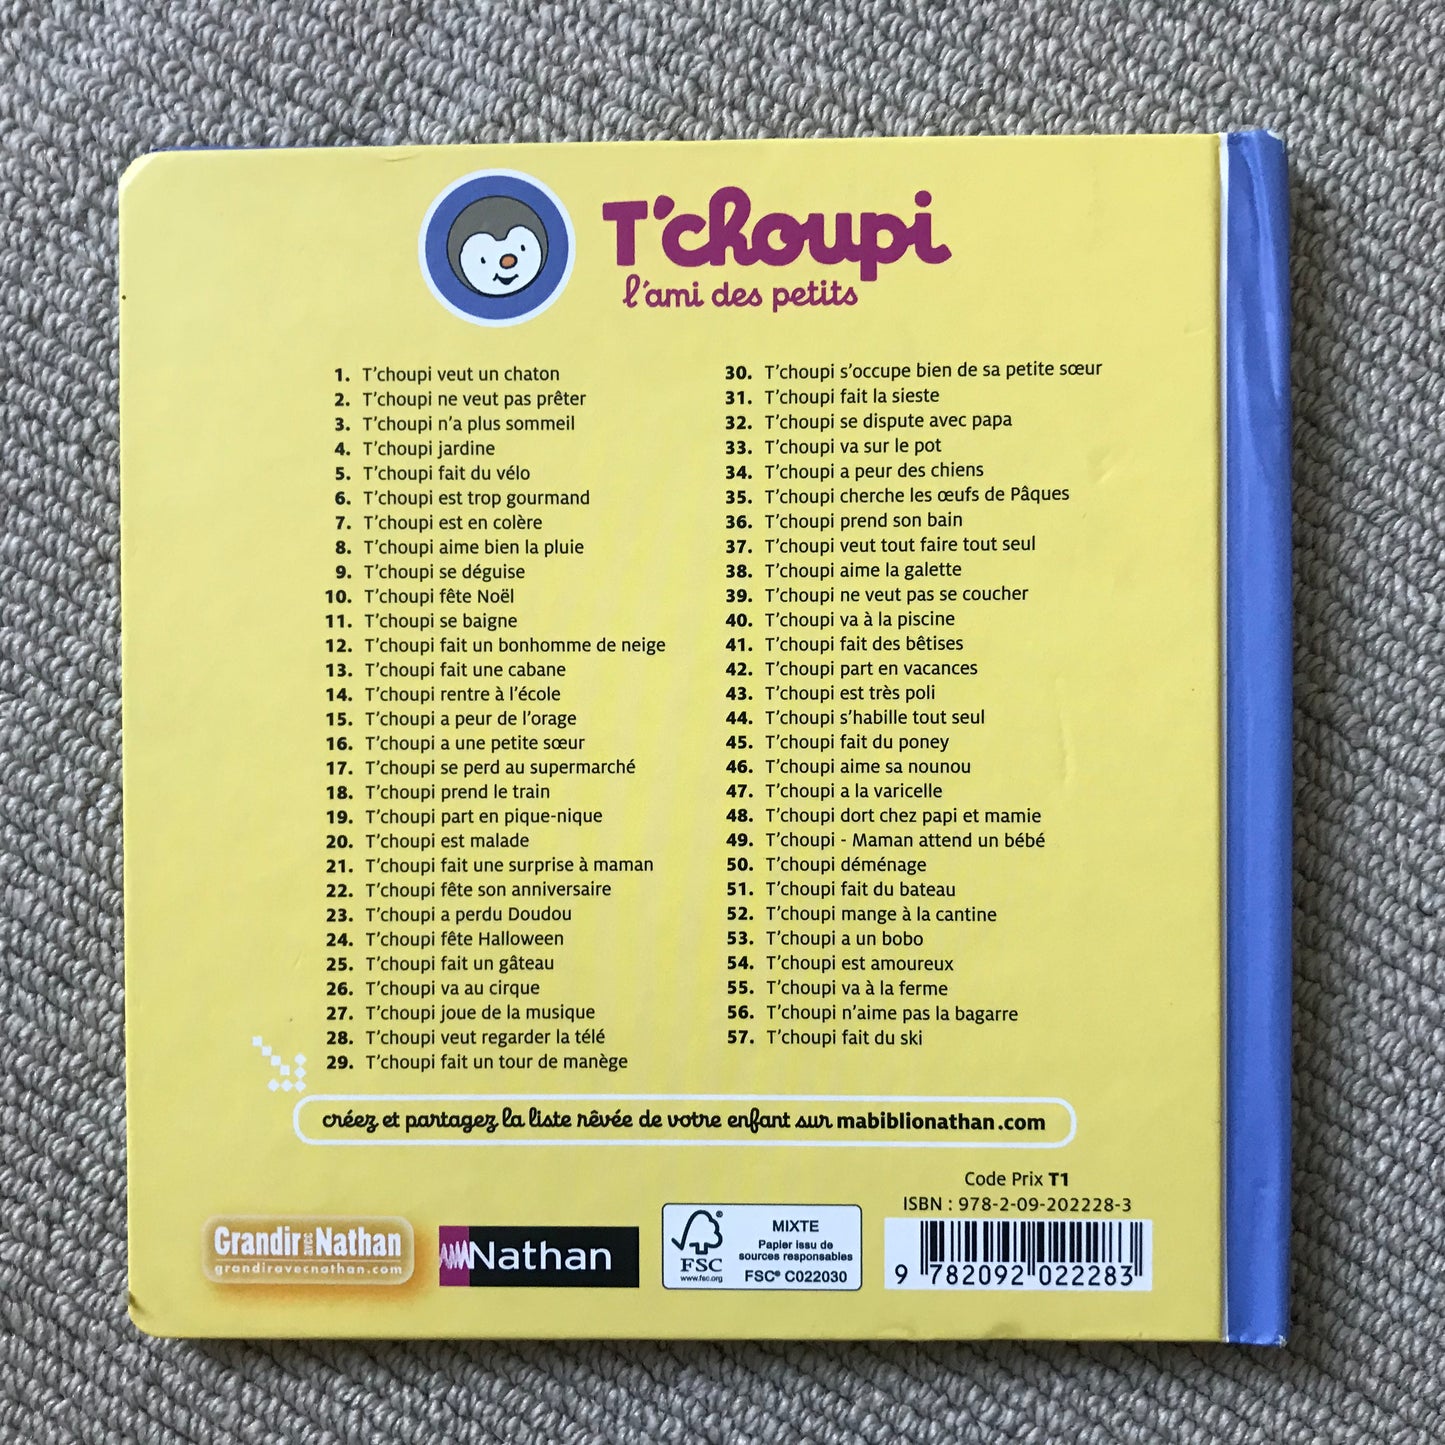 T'choupi
l'ami des petits
1. T'choupi veut un chaton
2. T'choupi ne veut pas prêter
3. T'choupi n'a plus sommeil
4. T'choupi jardine
5. T'choupi fait du vélo
6. T'choupi est trop gourmand
7. T'choupi est en colère
8. T'choupi aime bien la pluie
9. T'choupi se déguise
10. T'choupi fête Noël
11. T'choupi se baigne
12. T'choupi fait un bonhomme de neige
13. T'choupi fait une cabane
14. T'choupi rentre à l'école
15. T'choupi a peur de l'orage
16. T'choupi a une petite sœur
17. T'choupi se perd au supermarché
18. T'choupi prend le train
19. T'choupi part en pique-nique
20. T'choupi est malade
21. T'choupi fait une surprise à maman
22. T'choupi fête son anniversaire
23. T'choupi a perdu Doudou
24. T'choupi fête Halloween
25. T'choupi fait un gâteau
26. T'choupi va au cirque
27. T'choupi joue de la musique
28. T'choupi veut regarder la télé
29. T'choupi fait un tour de manège
30. T'choupi s'occupe bien de sa petite sœur
31. T'choupi fait la sieste
32. T'choupi se dispute avec papa
33. T'choupi va sur le pot
34. T'choupi a peur des chiens
35. T'choupi cherche les œufs de Pâques
36. T'choupi prend son bain
37. T'choupi veut tout faire tout seul
38. T'choupi aime la galette
39. T'choupi ne veut pas se coucher
40. T'choupi va à la piscine
41. T'choupi fait des bêtises
42. T'choupi part en vacances
43. T'choupi est très poli
44. T'choupi s'habille tout seul
45. T'choupi fait du poney
46. T'choupi aime sa nounou
47. T'choupi a la varicelle
48. T'choupi dort chez papi et mamie
49. T'choupi - Maman attend un bébé
50. T'choupi déménage
51. T'choupi fait du bateau
52. T'choupi mange à la cantine
53. T'choupi a un bobo
54. T'choupi est amoureux
55. T'choupi va à la ferme
56. T'choupi n'aime pas la bagarre
57. T'choupi fait du ski
créez et partagez la liste rêvée de votre enfant sur mabiblionathan.com
Code Prix T1
ISBN : 978-2-09-202228-3
9 782092 022283
Grandir avec Nathan
grandiravecnathan.com
Nathan
FSC
www.fsc.org
MIXTE
Papier issu de
sources responsables
FSC® C022030